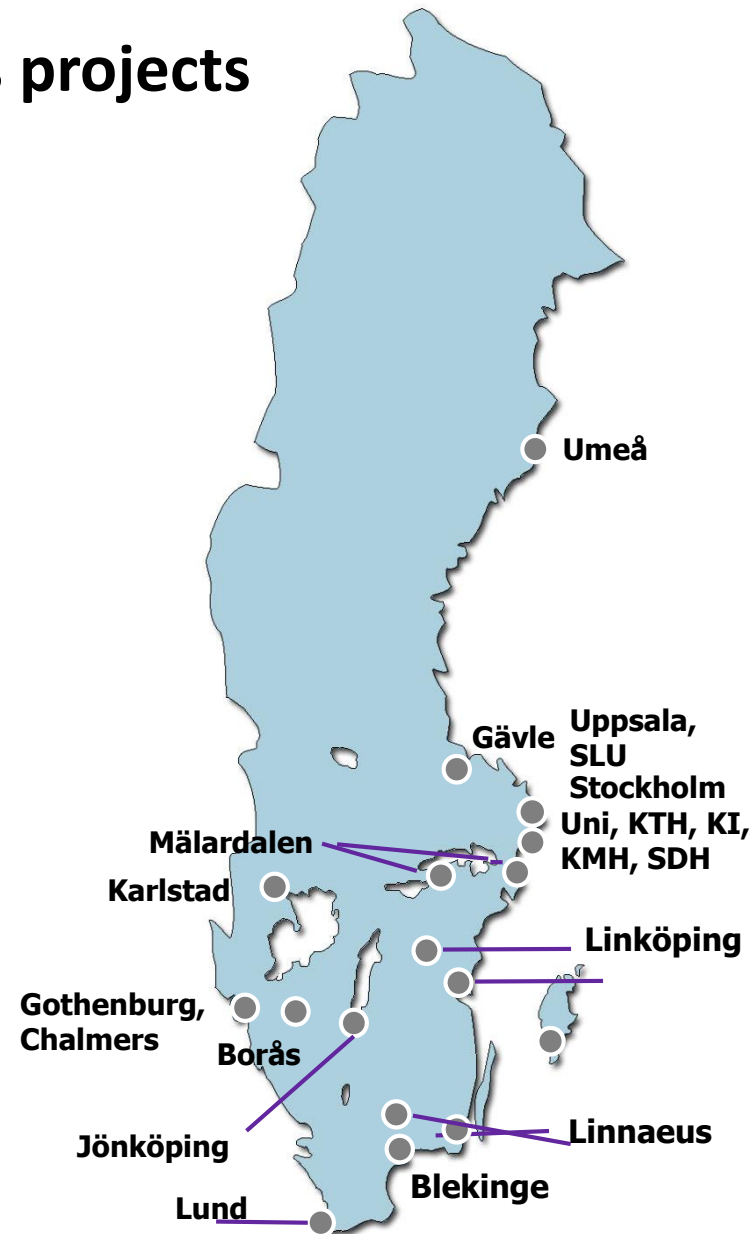 projects
Umeå
Gävle
Uppsala,
SLU
Stockholm
Uni, KTH, KI,
KMH, SDH
Mälardalen
Karlstad
Linköping
Gothenburg,
Chalmers
Borås
Jönköping
Linnaeus
Blekinge
Lund